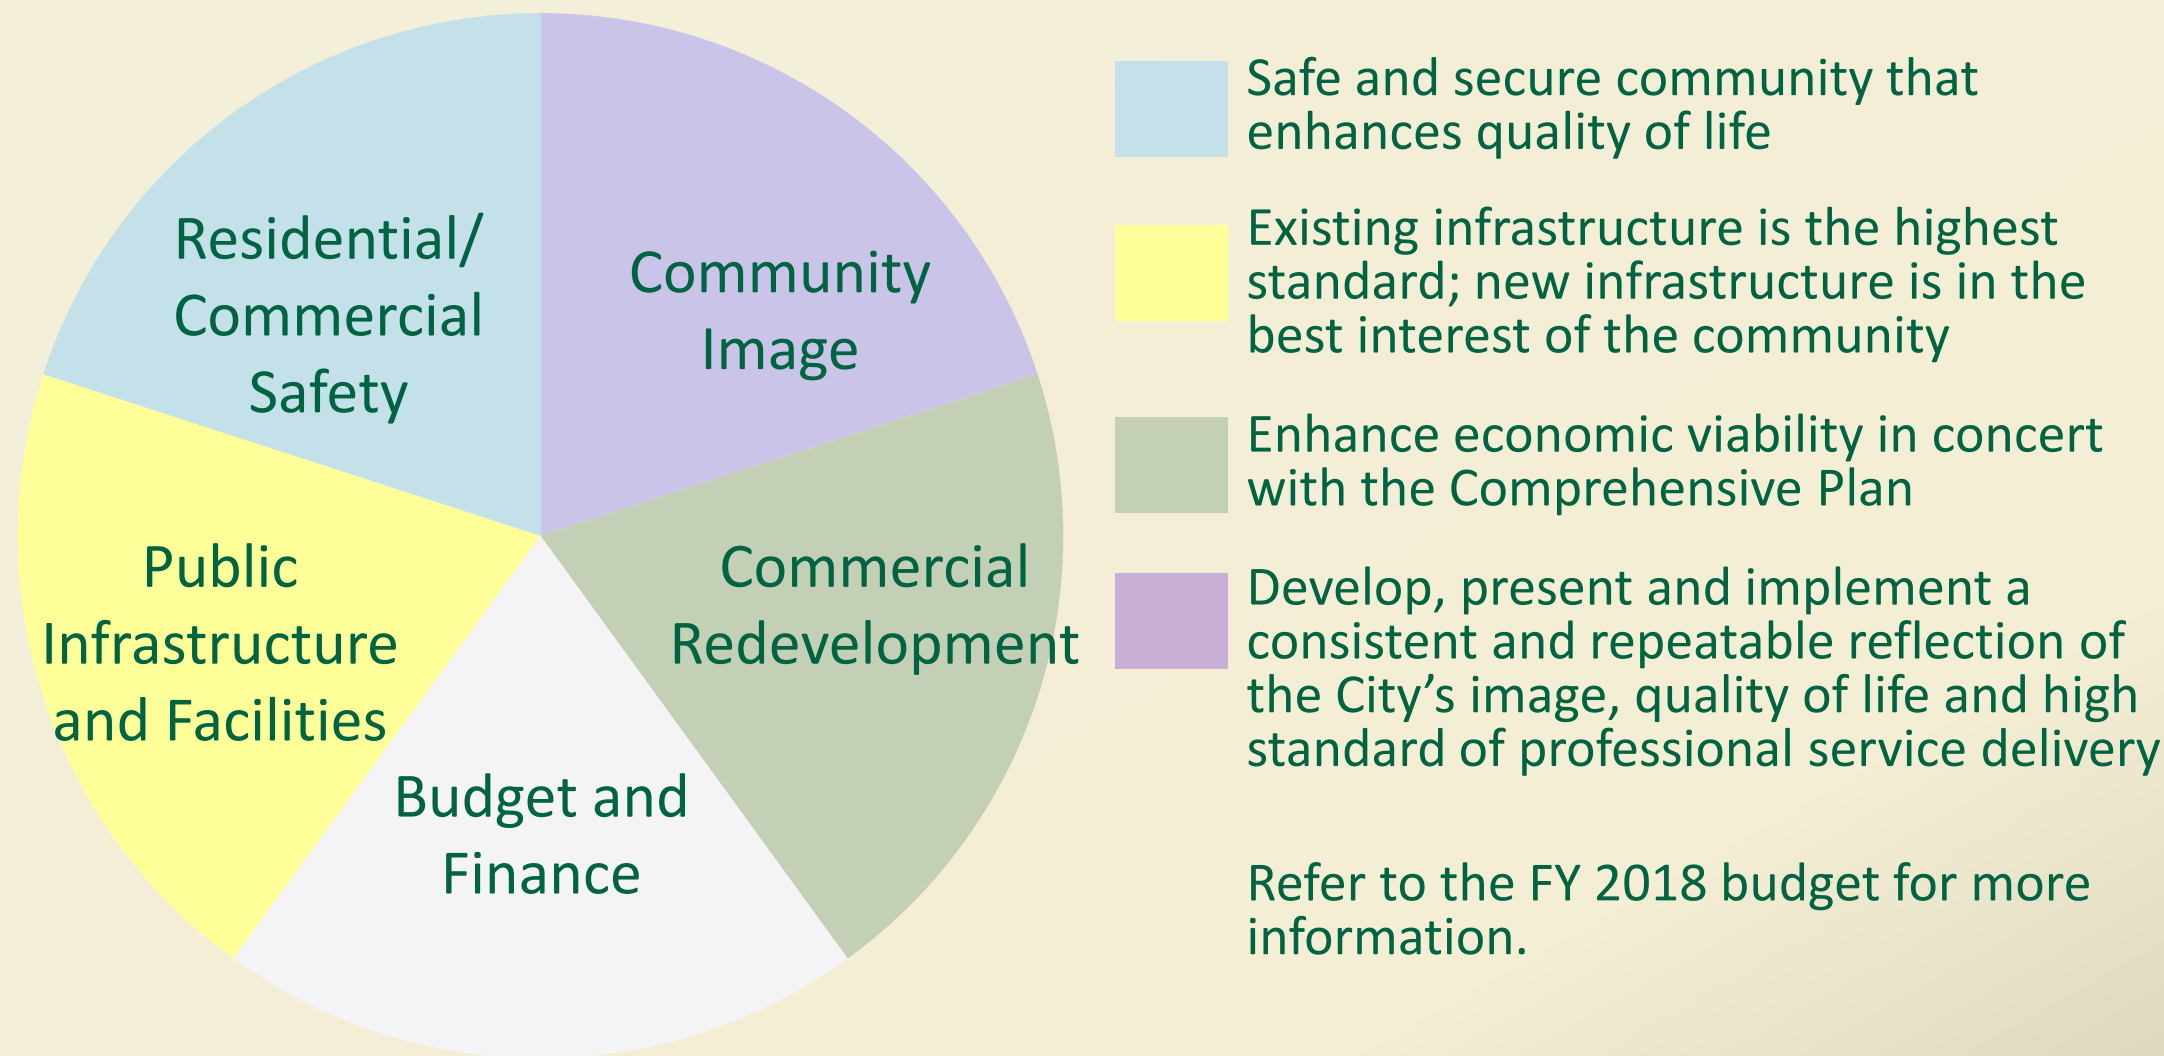 Residential/
Commercial
Safety
Community
Image
Public
Infrastructure
and Facilities
Commercial
Redevelopment
Budget and
Finance
Safe and secure community that
enhances quality of life
Existing infrastructure is the highest
standard; new infrastructure is in the
best interest of the community
Enhance economic viability in concert
with the Comprehensive Plan
Develop, present and implement a
consistent and repeatable reflection of
the City’s image, quality of life and high
standard of professional service delivery
Refer to the FY 2018 budget for more
information.